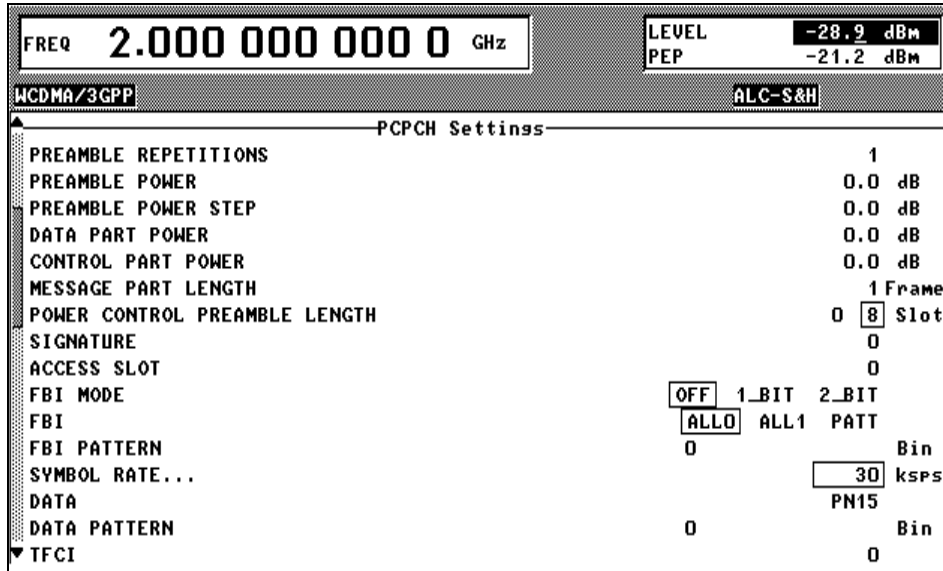 FREQ 2.000 000 000 0 GHz
LEVEL -28.9 dBm
PEP -21.2 dBm
WCDMA/3GPP ALC-S&H
PCPCH Settings
PREAMBLE REPETITIONS 1
PREAMBLE POWER 0.0 dB
PREAMBLE POWER STEP 0.0 dB
DATA PART POWER 0.0 dB
CONTROL PART POWER 0.0 dB
MESSAGE PART LENGTH 1 Frame
POWER CONTROL PREAMBLE LENGTH 0 8 Slot
SIGNATURE 0
ACCESS SLOT 0
FBI MODE OFF 1_BIT 2_BIT
FBI ALL0 ALL1 PATT
FBI PATTERN 0 Bin
SYMBOL RATE... 30 ksps
DATA PN15
DATA PATTERN 0 Bin
TFCI 0